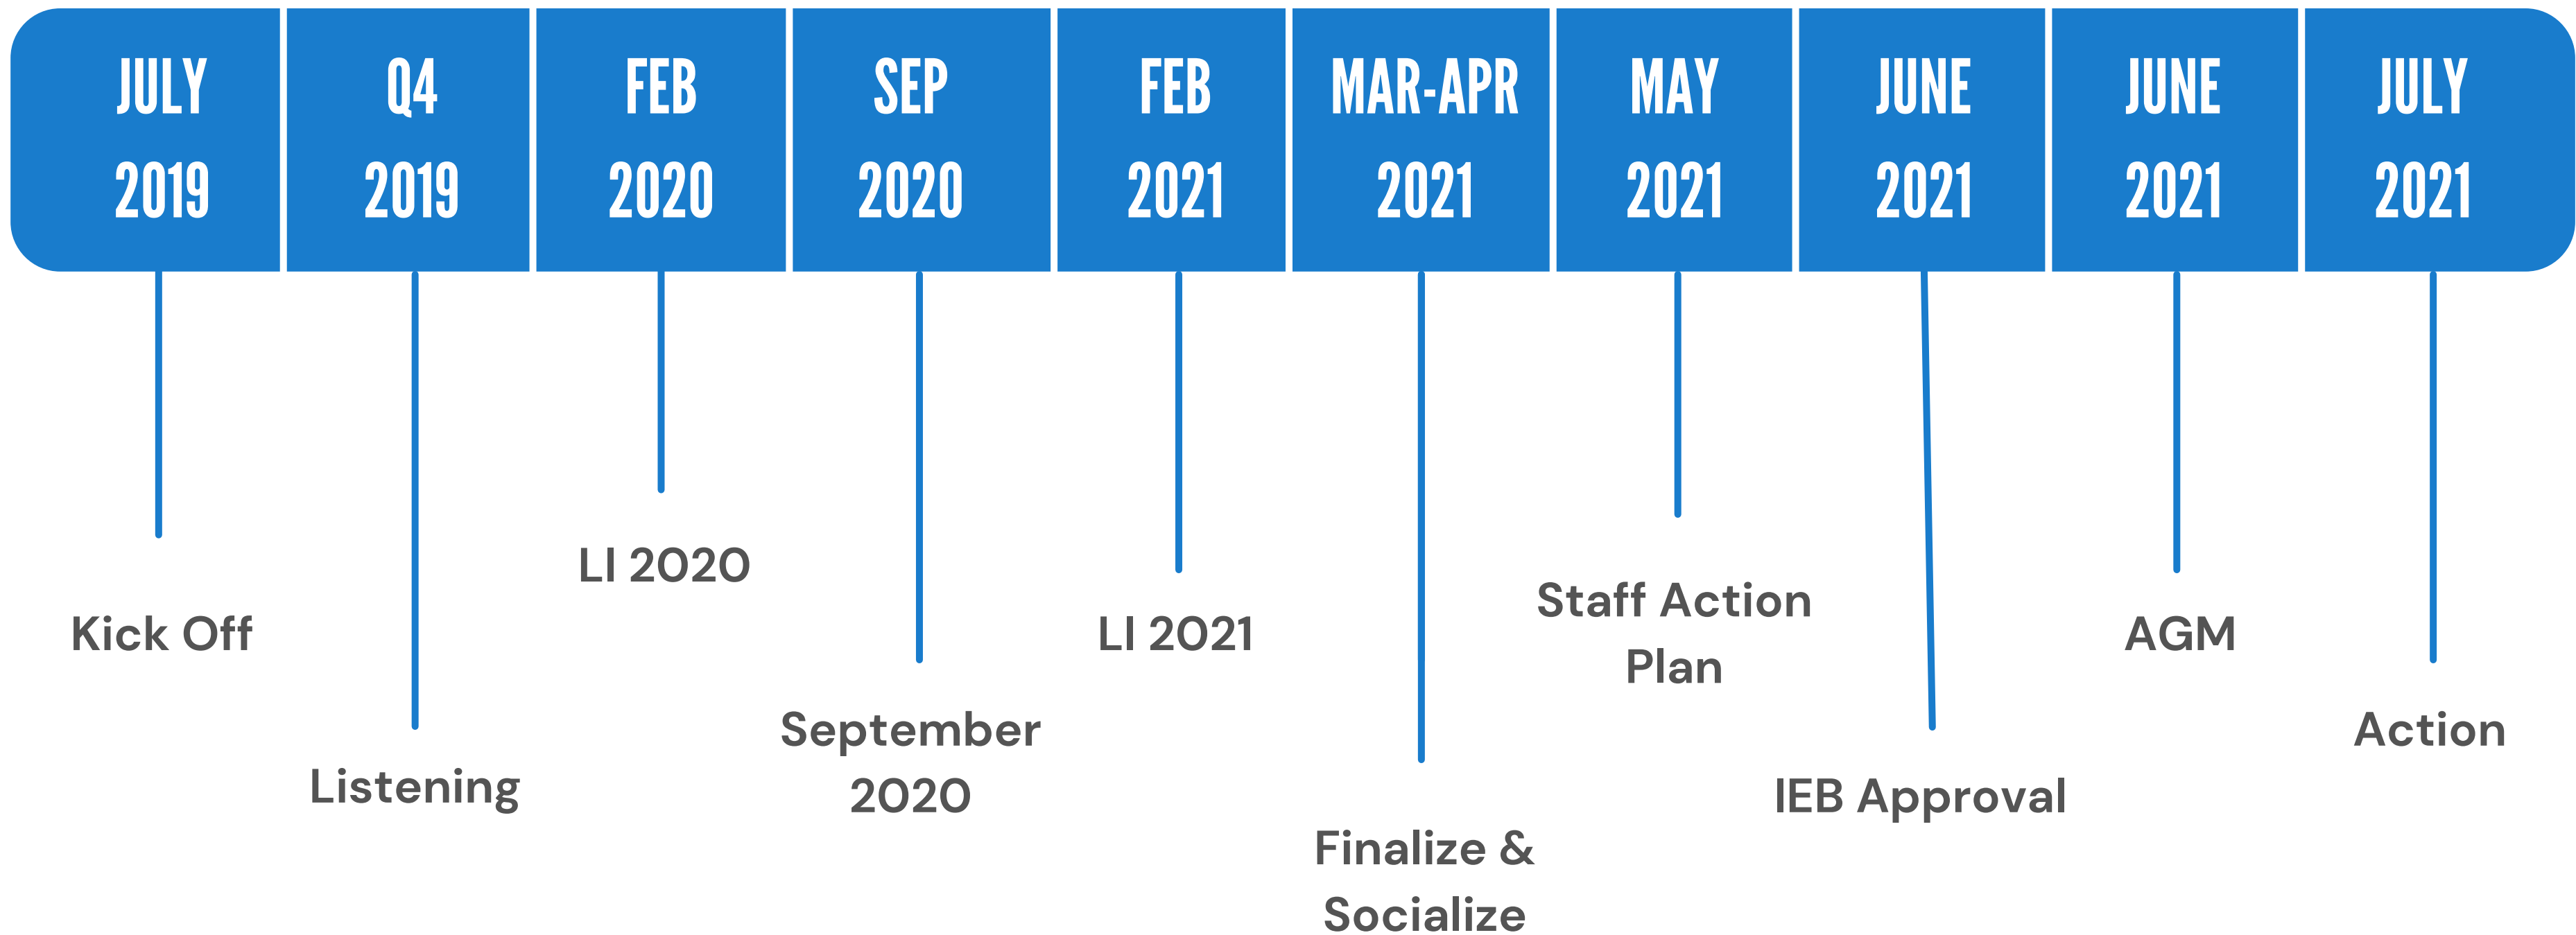 JULY
2019
Q4
2019
FEB
2020
SEP
2020
FEB
2021
MAR-APR
2021
MAY
2021
JUNE
2021
JUNE
2021
JULY
2021
Kick Off
Listening
LI 2020
September
2020
LI 2021
Finalize &
Socialize
Staff Action
Plan
IEB Approval
AGM
Action